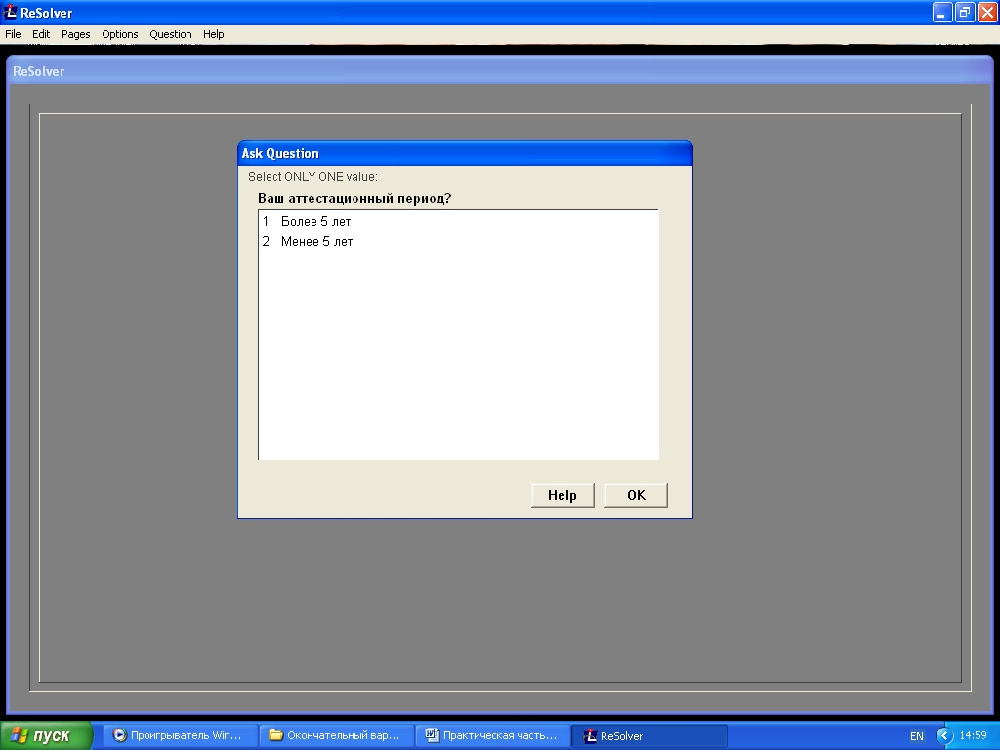 ReSolver
File Edit Pages Options Question Help
ReSolver
Ask Question
Select ONLY ONE value:
Ваш аттестационный период?
1: Более 5 лет
2: Менее 5 лет
Help OK
пуск Проигрыватель Win... Окончательный вар... Практическая часть... ReSolver EN 14:59